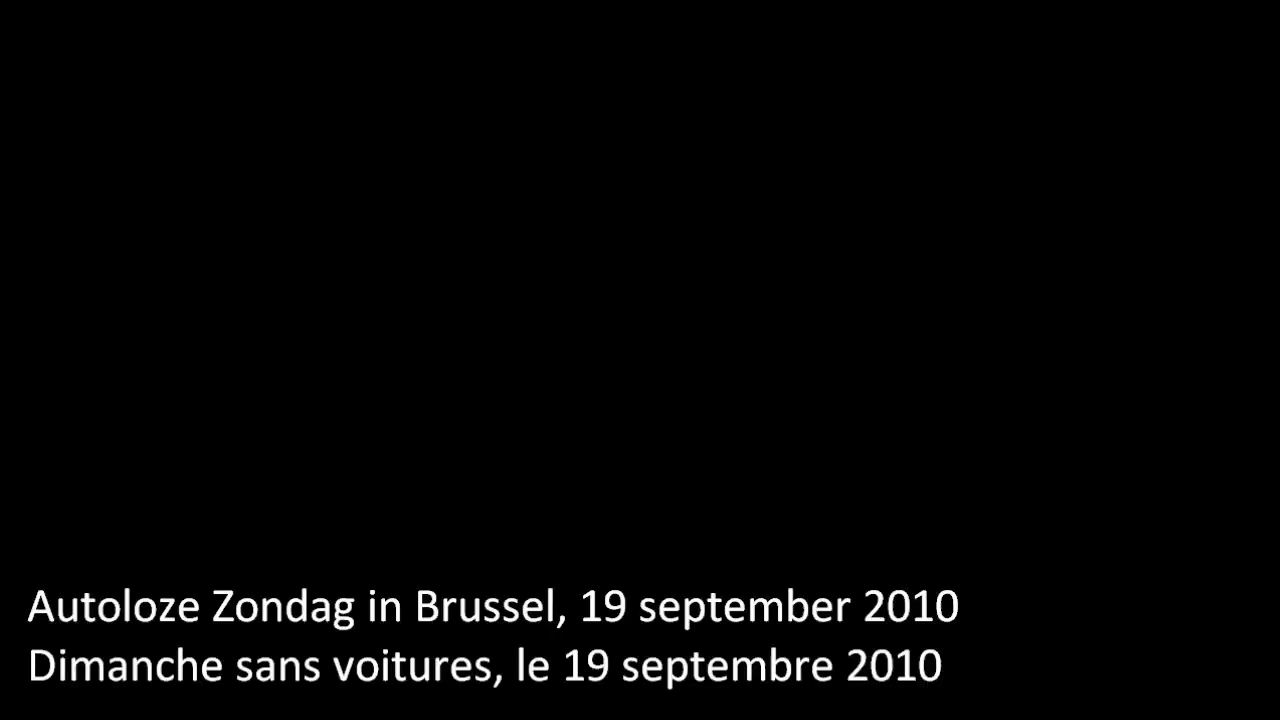 Autoloze Zondag in Brussel, 19 september 2010
Dimanche sans voitures, le 19 septembre 2010